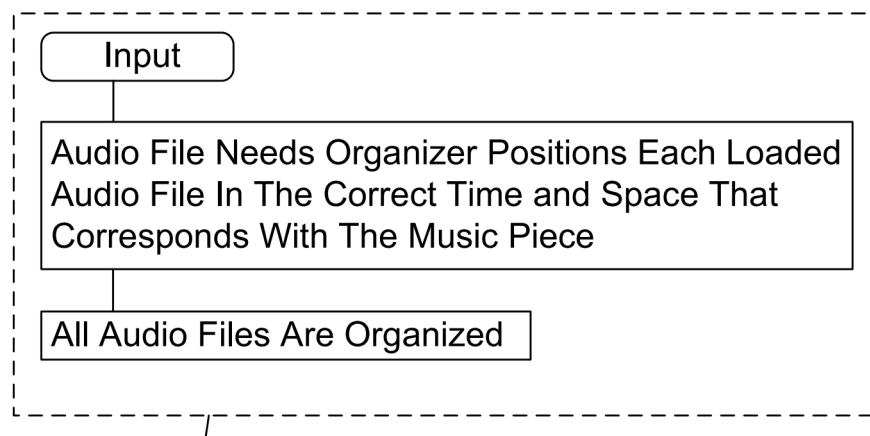 Input
Audio File Needs Organizer Positions Each Loaded
Audio File In The Correct Time and Space That
Corresponds With The Music Piece
All Audio Files Are Organized